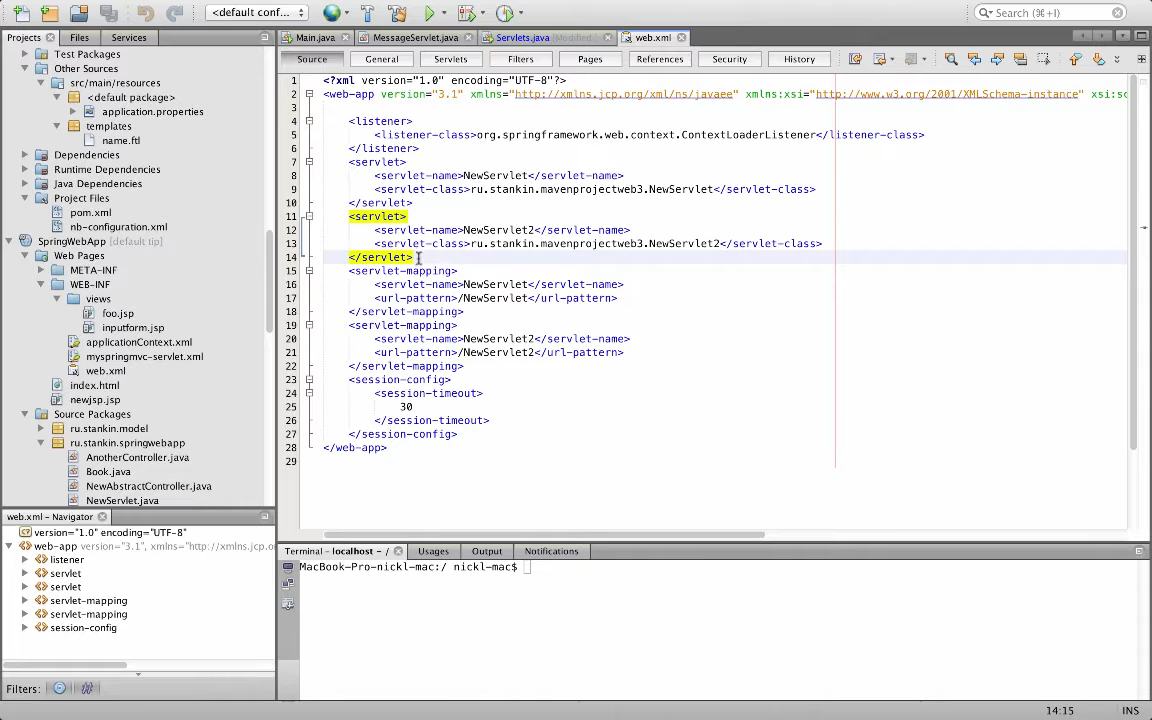 <default conf...
Search (⌘+I)
Projects
Files
Services
Test Packages
Other Sources
src/main/resources
<default package>
application.properties
templates
name.ftl
Dependencies
Runtime Dependencies
Java Dependencies
Project Files
pom.xml
nb-configuration.xml
SpringWebApp [default tip]
Web Pages
META-INF
WEB-INF
views
foo.jsp
inputform.jsp
applicationContext.xml
myspringmvc-servlet.xml
web.xml
index.html
newjsp.jsp
Source Packages
ru.stankin.model
ru.stankin.springwebapp
AnotherController.java
Book.java
NewAbstractController.java
NewServlet.java
web.xml - Navigator
version="1.0" encoding="UTF-8"
web-app version="3.1", xmlns="http://xmlns.jcp.o
listener
servlet
servlet
servlet-mapping
servlet-mapping
session-config
Filters:
Main.java
MessageServlet.java
Servlets.java [Modified]
web.xml
Source
General
Servlets
Filters
Pages
References
Security
History
1 <?xml version="1.0" encoding="UTF-8"?>
2 <web-app version="3.1" xmlns="http://xmlns.jcp.org/xml/ns/javaee" xmlns:xsi="http://www.w3.org/2001/XMLSchema-instance" xsi:sc
3
4 <listener>
5 <listener-class>org.springframework.web.context.ContextLoaderListener</listener-class>
6 </listener>
7 <servlet>
8 <servlet-name>NewServlet</servlet-name>
9 <servlet-class>ru.stankin.mavenprojectweb3.NewServlet</servlet-class>
10 </servlet>
11 <servlet>
12 <servlet-name>NewServlet2</servlet-name>
13 <servlet-class>ru.stankin.mavenprojectweb3.NewServlet2</servlet-class>
14 </servlet>
15 <servlet-mapping>
16 <servlet-name>NewServlet</servlet-name>
17 <url-pattern>/NewServlet</url-pattern>
18 </servlet-mapping>
19 <servlet-mapping>
20 <servlet-name>NewServlet2</servlet-name>
21 <url-pattern>/NewServlet2</url-pattern>
22 </servlet-mapping>
23 <session-config>
24 <session-timeout>
25 30
26 </session-timeout>
27 </session-config>
28 </web-app>
29
Terminal - localhost - /
Usages
Output
Notifications
MacBook-Pro-nickl-mac:/ nickl-mac$
14:15
INS